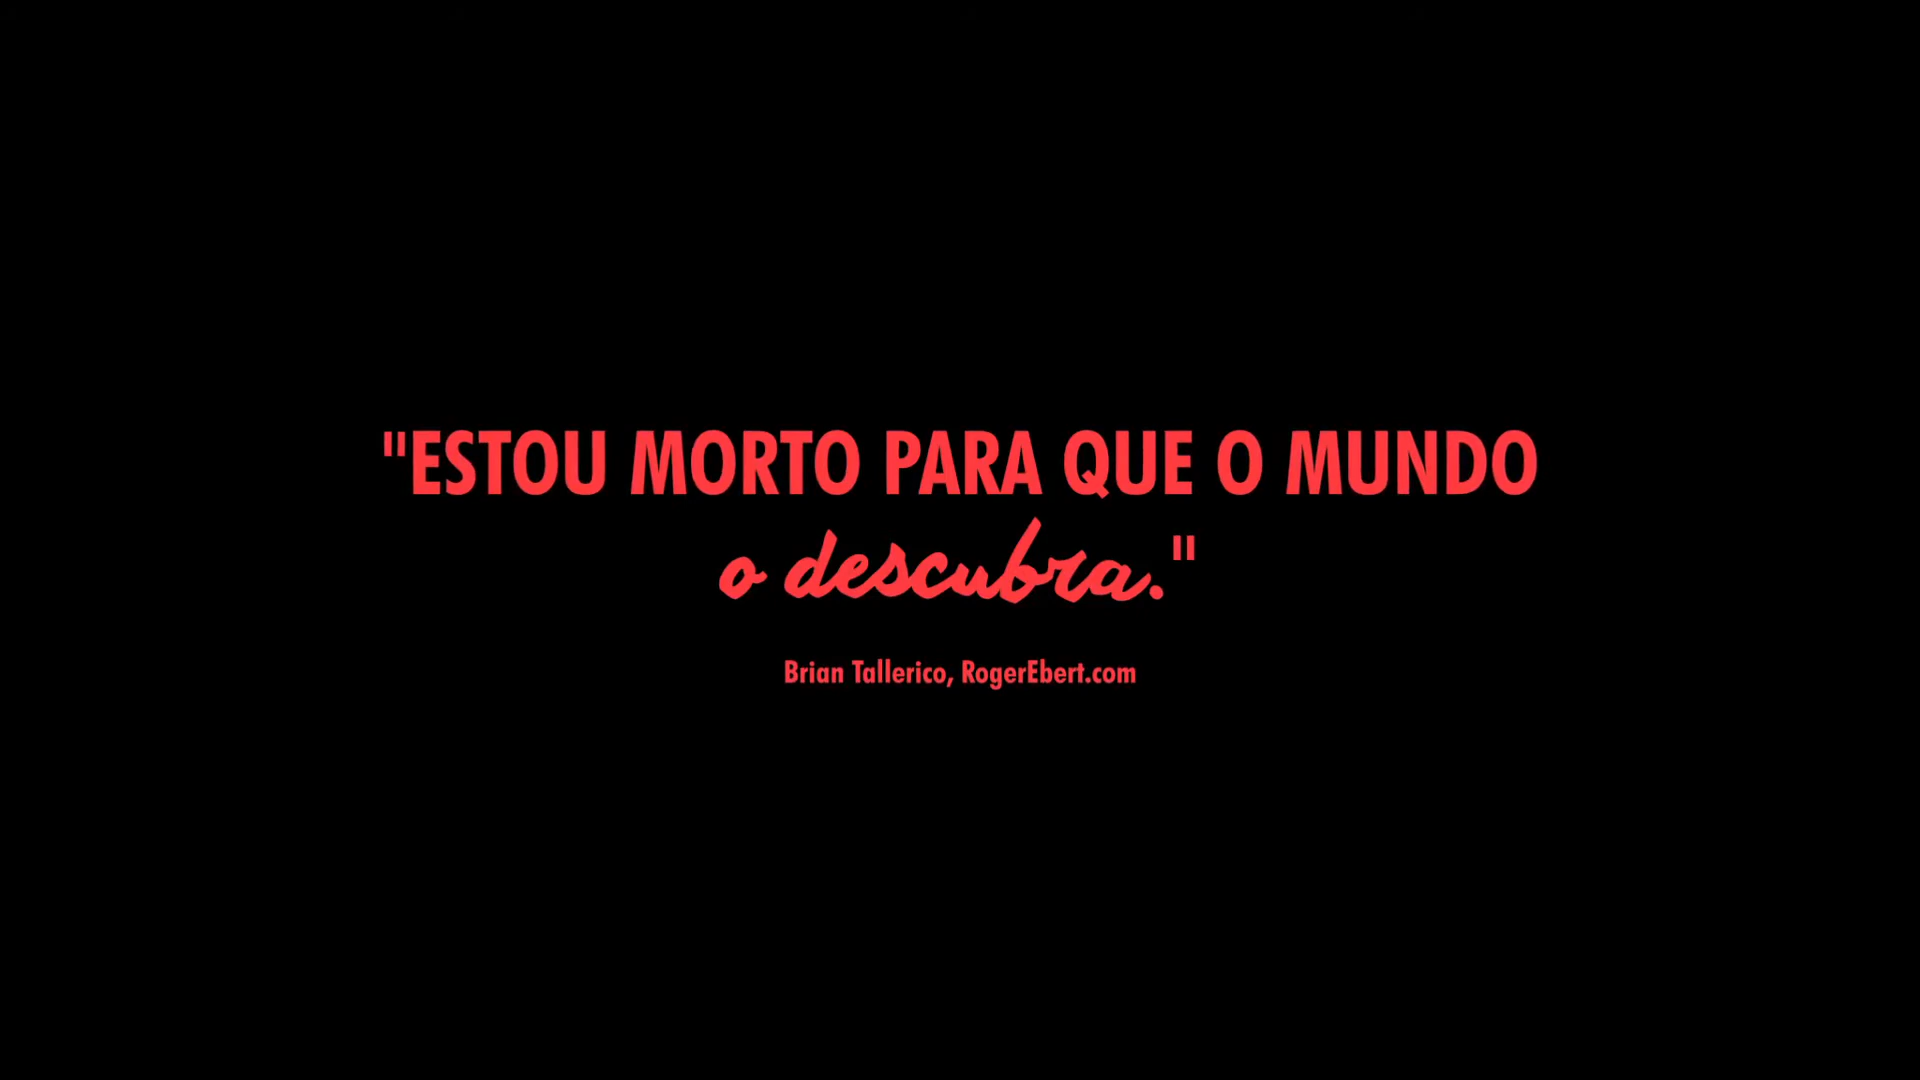 "ESTOU MORTO PARA QUE O MUNDO
o descubra."
Brian Tallerico, RogerEbert.com